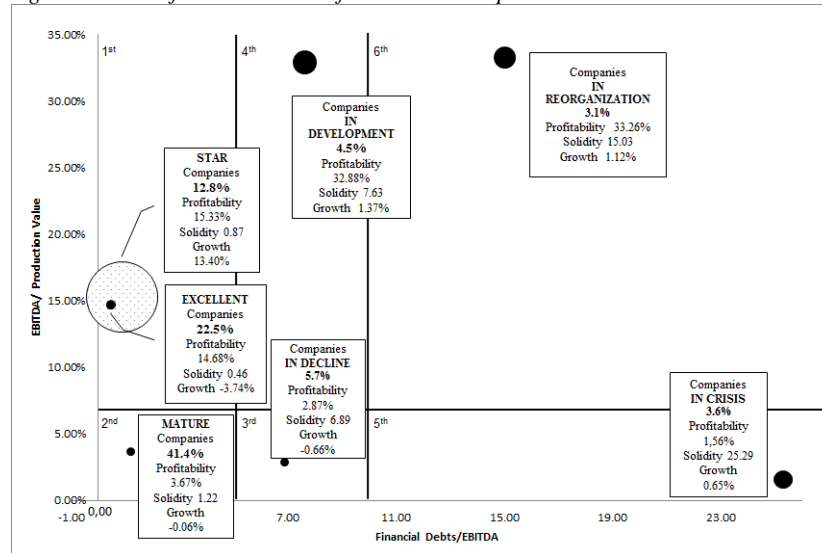 35.00%
30.00%
25.00%
20.00%
15.00%
10.00%
5.00%
0.00%
EBITDA/ Production Value
1st
4th
6th
2nd
3rd
5th
Companies
IN
REORGANIZATION
3.1%
Profitability 33.26%
Solidity 15.03
Growth 1.12%
Companies
IN
DEVELOPMENT
4.5%
Profitability
32.88%
Solidity 7.63
Growth 1.37%
STAR
Companies
12.8%
Profitability
15.33%
Solidity 0.87
Growth
13.40%
EXCELLENT
Companies
22.5%
Profitability
14.68%
Solidity 0.46
Growth -3.74%
Companies
IN DECLINE
5.7%
Profitability
2.87%
Solidity 6.89
Growth
-0.66%
Companies
IN CRISIS
3.6%
Profitability
1,56%
Solidity 25.29
Growth
0.65%
MATURE
Companies
41.4%
Profitability
3.67%
Solidity 1.22
Growth
-0.06%
-1.00 0,00 7.00 11.00 15.00 19.00 23.00
Financial Debts/EBITDA